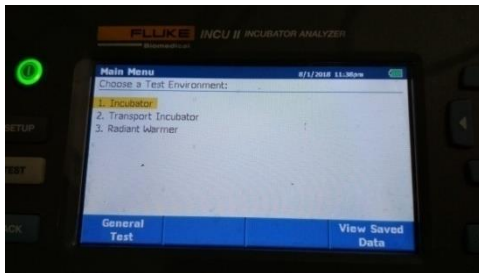 FLUKE INCU II INCUBATOR ANALYZER
Biomedical
Main Menu 8/1/2018 11:38pm
Choose a Test Environment:
1. Incubator
2. Transport Incubator
3. Radiant Warmer
SETUP
TEST
ACK
General Test
View Saved Data